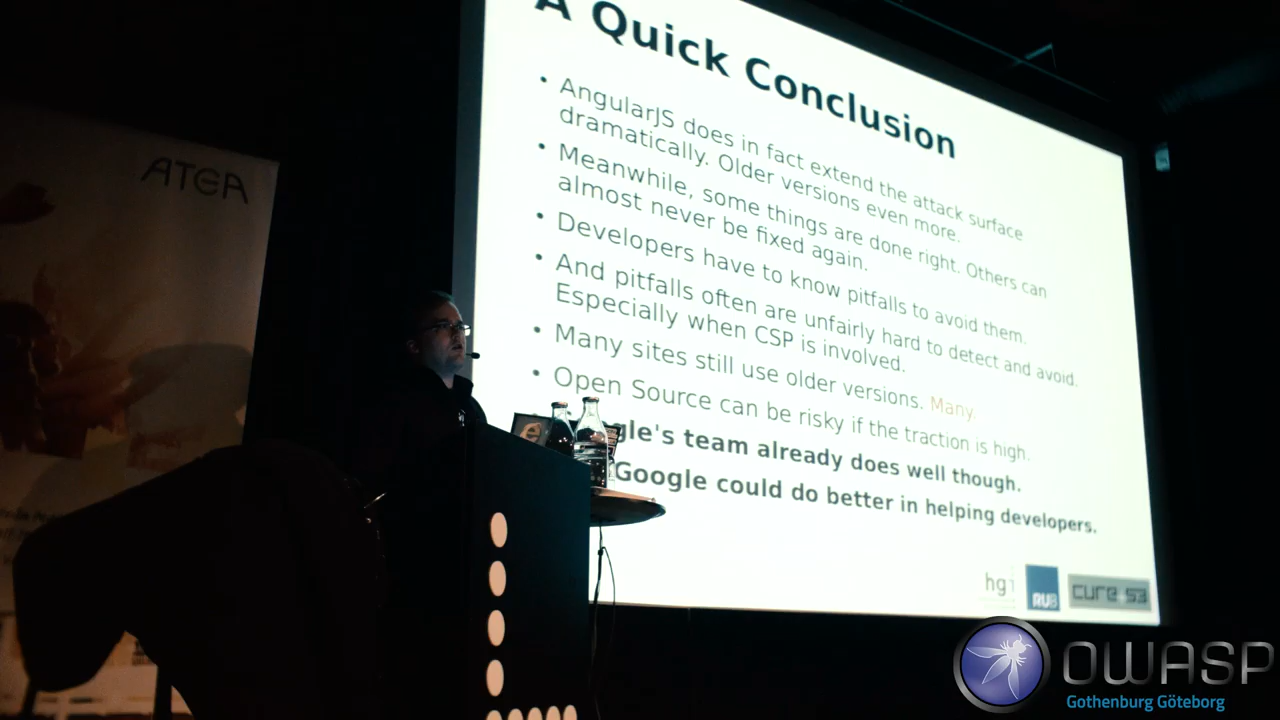 A Quick Conclusion
• AngularJS does in fact extend the attack surface
dramatically. Older versions even more.
• Meanwhile, some things are done right. Others can
almost never be fixed again.
• Developers have to know pitfalls to avoid them.
• And pitfalls often are unfairly hard to detect and avoid.
Especially when CSP is involved.
• Many sites still use older versions. Many.
• Open Source can be risky if the traction is high.
gle's team already does well though.
Google could do better in helping developers.
hgi
RUB
cure53
ATEA
OWASP
Gothenburg Göteborg